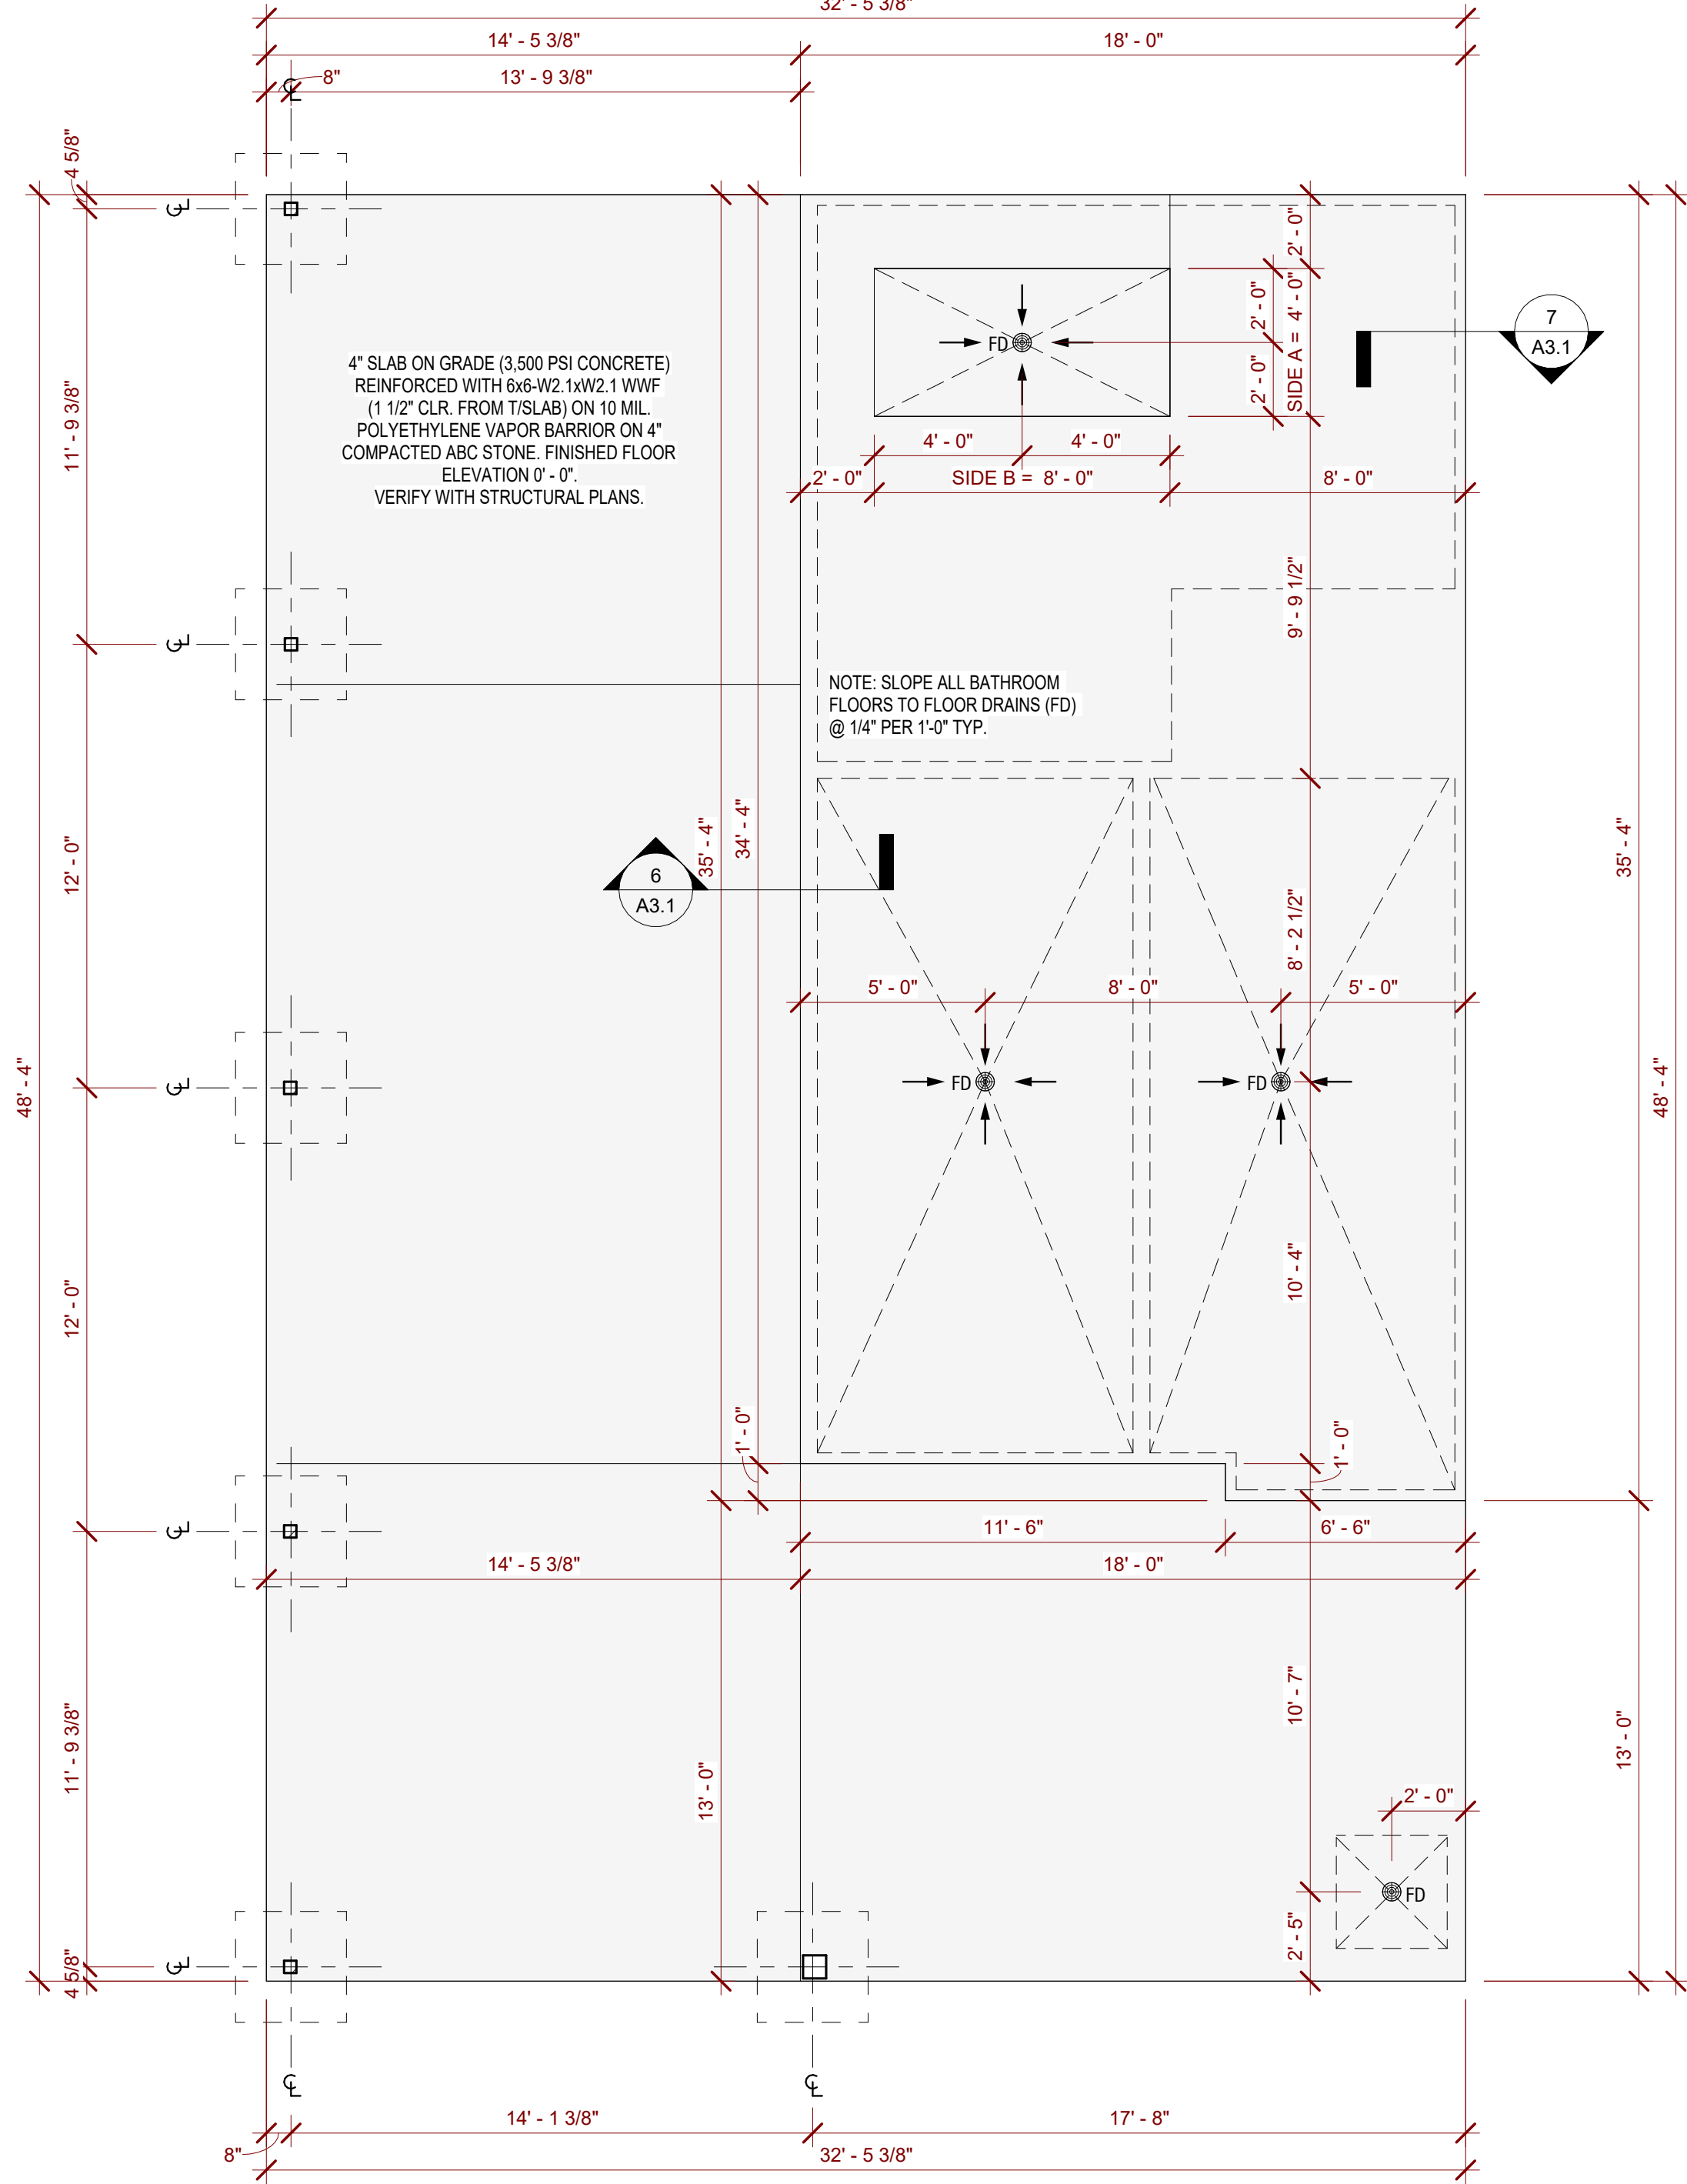 32' - 5 3/8"
14' - 5 3/8"
18' - 0"
8"
13' - 9 3/8"
4 5/8"
2' - 0"
2' - 0"
SIDE A = 4' - 0"
2' - 0"
7
A3.1
FD
4" SLAB ON GRADE (3,500 PSI CONCRETE)
REINFORCED WITH 6x6-W2.1xW2.1 WWF
(1 1/2" CLR. FROM T/SLAB) ON 10 MIL.
POLYETHYLENE VAPOR BARRIER ON 4"
COMPACTED ABC STONE. FINISHED FLOOR
ELEVATION 0' - 0".
VERIFY WITH STRUCTURAL PLANS.
11' - 9 3/8"
4' - 0"
4' - 0"
2' - 0"
SIDE B = 8' - 0"
8' - 0"
9' - 9 1/2"
NOTE: SLOPE ALL BATHROOM
FLOORS TO FLOOR DRAINS (FD)
@ 1/4" PER 1'-0" TYP.
12' - 0"
35' - 4"
34' - 4"
35' - 4"
6
A3.1
8' - 2 1/2"
5' - 0"
8' - 0"
5' - 0"
48' - 4"
48' - 4"
FD
FD
12' - 0"
10' - 4"
1' - 0"
1' - 0"
11' - 6"
6' - 6"
14' - 5 3/8"
18' - 0"
11' - 9 3/8"
13' - 0"
10' - 7"
13' - 0"
2' - 0"
FD
2' - 5"
4 5/8"
14' - 1 3/8"
17' - 8"
8"
32' - 5 3/8"